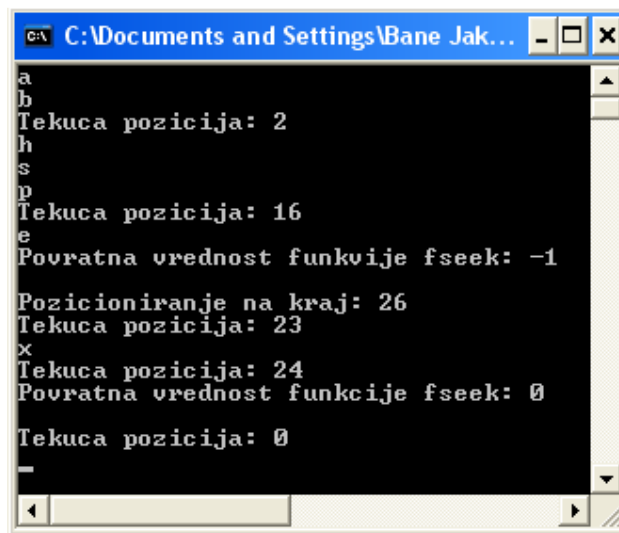 C:\Documents and Settings\Bane Jak...
a
b
Tekuca pozicija: 2
h
s
p
Tekuca pozicija: 16
e
Povratna vrednost funkvije fseek: -1
Pozicioniranje na kraj: 26
Tekuca pozicija: 23
x
Tekuca pozicija: 24
Povratna vrednost funkcije fseek: 0
Tekuca pozicija: 0